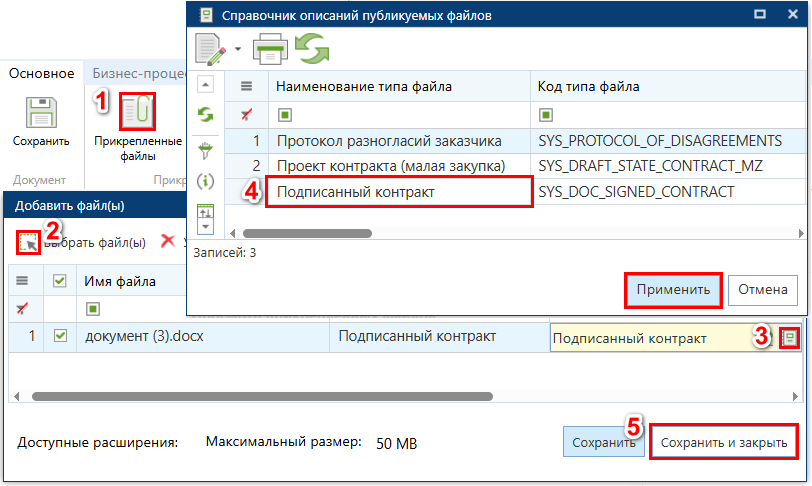 Справочник описаний публикуемых файлов
Основное Бизнес-процес
1
Сохранить
Прикрепленные
файлы
Документ Прикр
Наименование типа файла Код типа файла
1 Протокол разногласий заказчика SYS_PROTOCOL_OF_DISAGREEMENTS
2 Проект контракта (малая закупка) SYS_DRAFT_STATE_CONTRACT_MZ
4 Подписанный контракт SYS_DOC_SIGNED_CONTRACT
Записей: 3
Применить Отмена
Добавить файл(ы)
2 Выбрать файл(ы)
Имя файла
1 документ (3).docx Подписанный контракт Подписанный контракт 3
Доступные расширения: Максимальный размер: 50 MB
Сохранить 5 Сохранить и закрыть